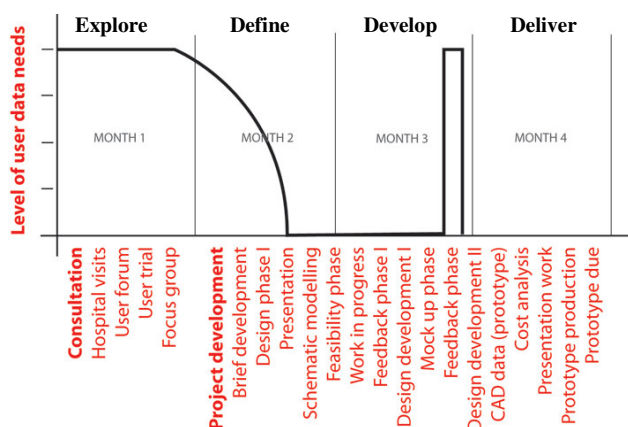 Explore
Define
Develop
Deliver
Level of user data needs
MONTH 1
MONTH 2
MONTH 3
MONTH 4
Consultation
Hospital visits
User forum
User trial
Focus group
Project development
Brief development
Design phase I
Presentation
Schematic modelling
Feasibility phase
Work in progress
Feedback phase I
Design development I
Mock up phase
Feedback phase
Design development II
CAD data (prototype)
Cost analysis
Presentation work
Prototype production
Prototype due